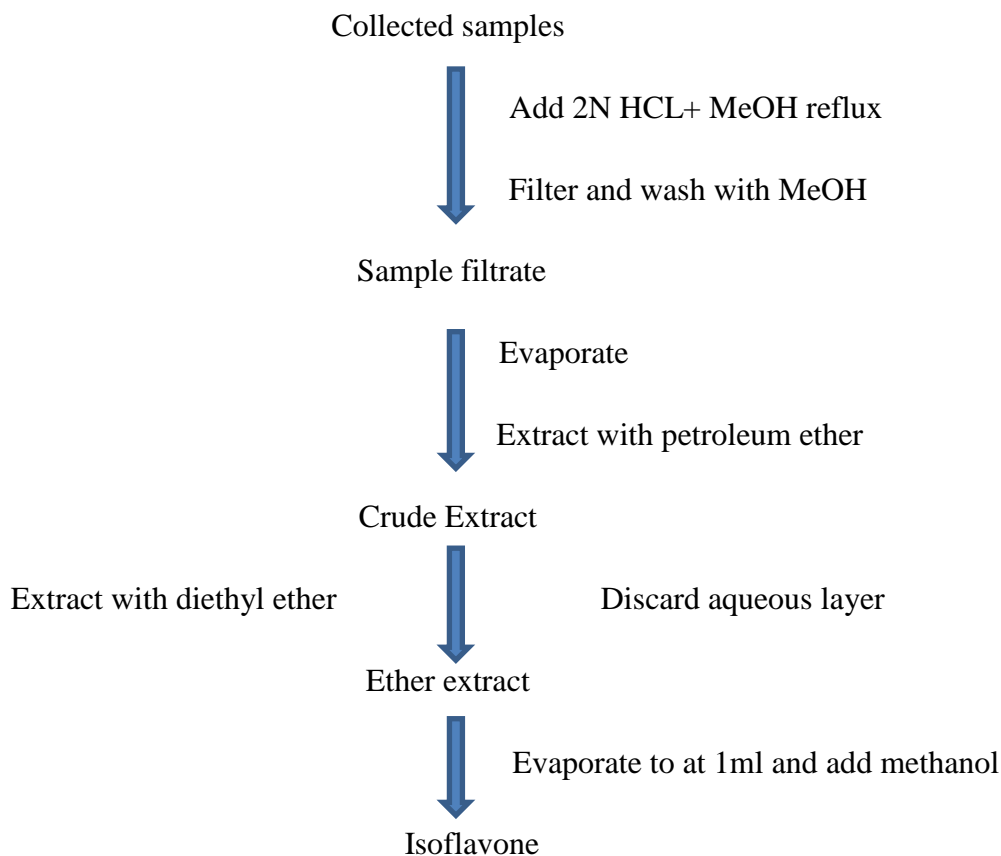 Collected samples
Add 2N HCL+ MeOH reflux
Filter and wash with MeOH
Sample filtrate
Evaporate
Extract with petroleum ether
Crude Extract
Extract with diethyl ether
Discard aqueous layer
Ether extract
Evaporate to at 1ml and add methanol
Isoflavone